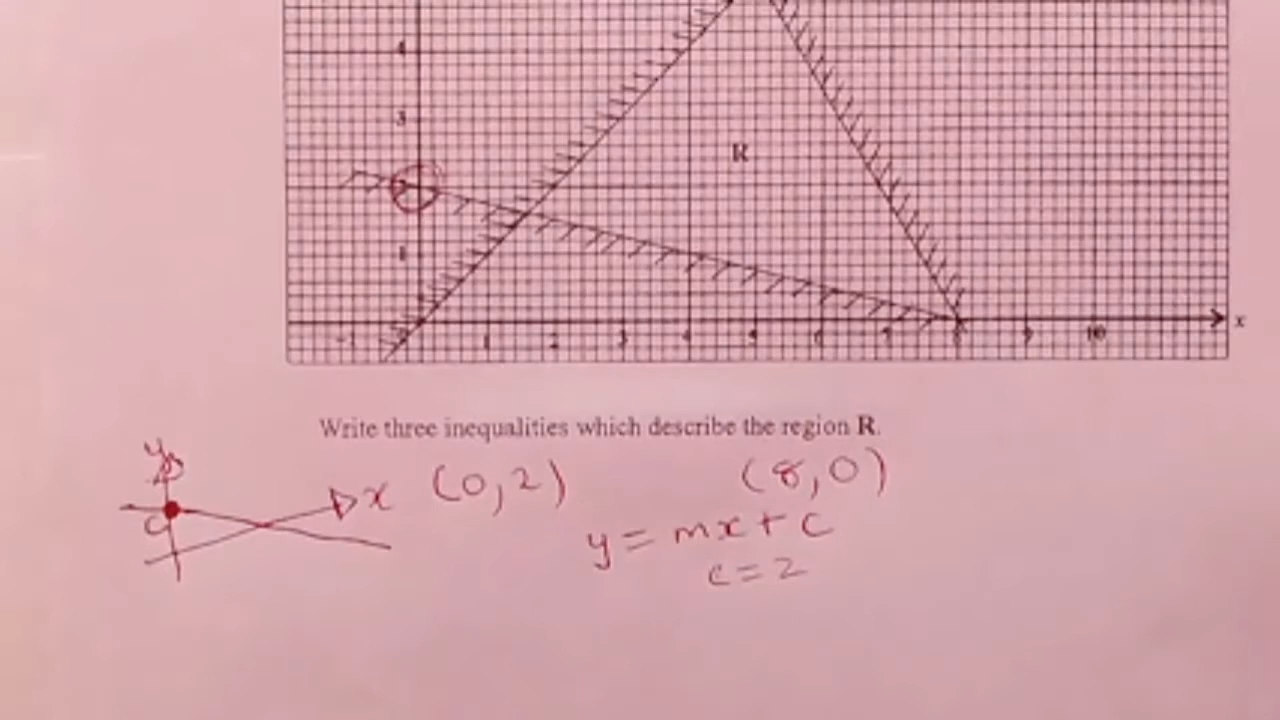 4
3
2
R
1
-1 1 2 3 4 5 6 7 8 9 10 x
Write three inequalities which describe the region R.
y
x (0,2) (8,0)
c
y = mx + c
c = 2